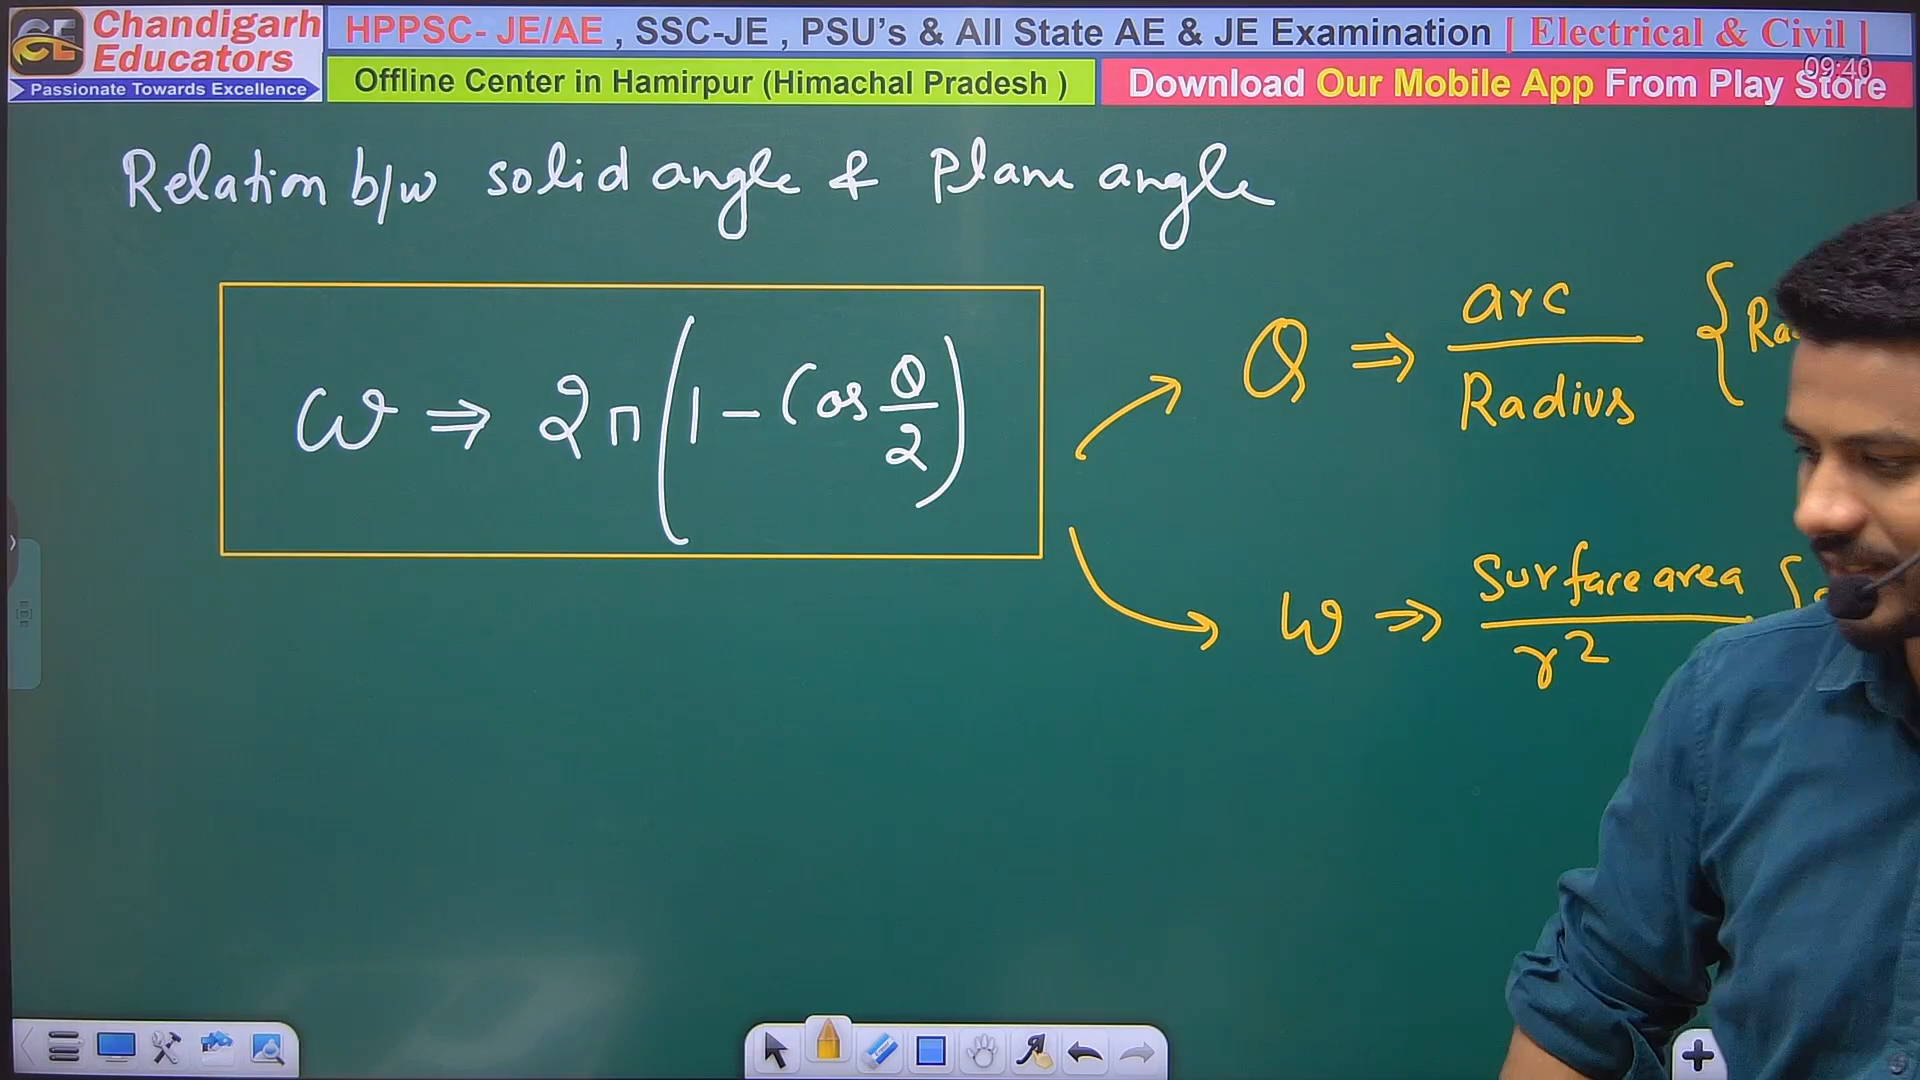 Chandigarh
Educators
Passionate Towards Excellence
HPPSC- JE/AE , SSC-JE , PSU's & All State AE & JE Examination [ Electrical & Civil ]
Offline Center in Hamirpur (Himachal Pradesh )
Download Our Mobile App From Play Store
09:40
Relation b/w solid angle & Plane angle
ω ⇒ 2π(1 - Cos θ/2)
θ ⇒ arc/Radius
ω ⇒ Surface area/r²